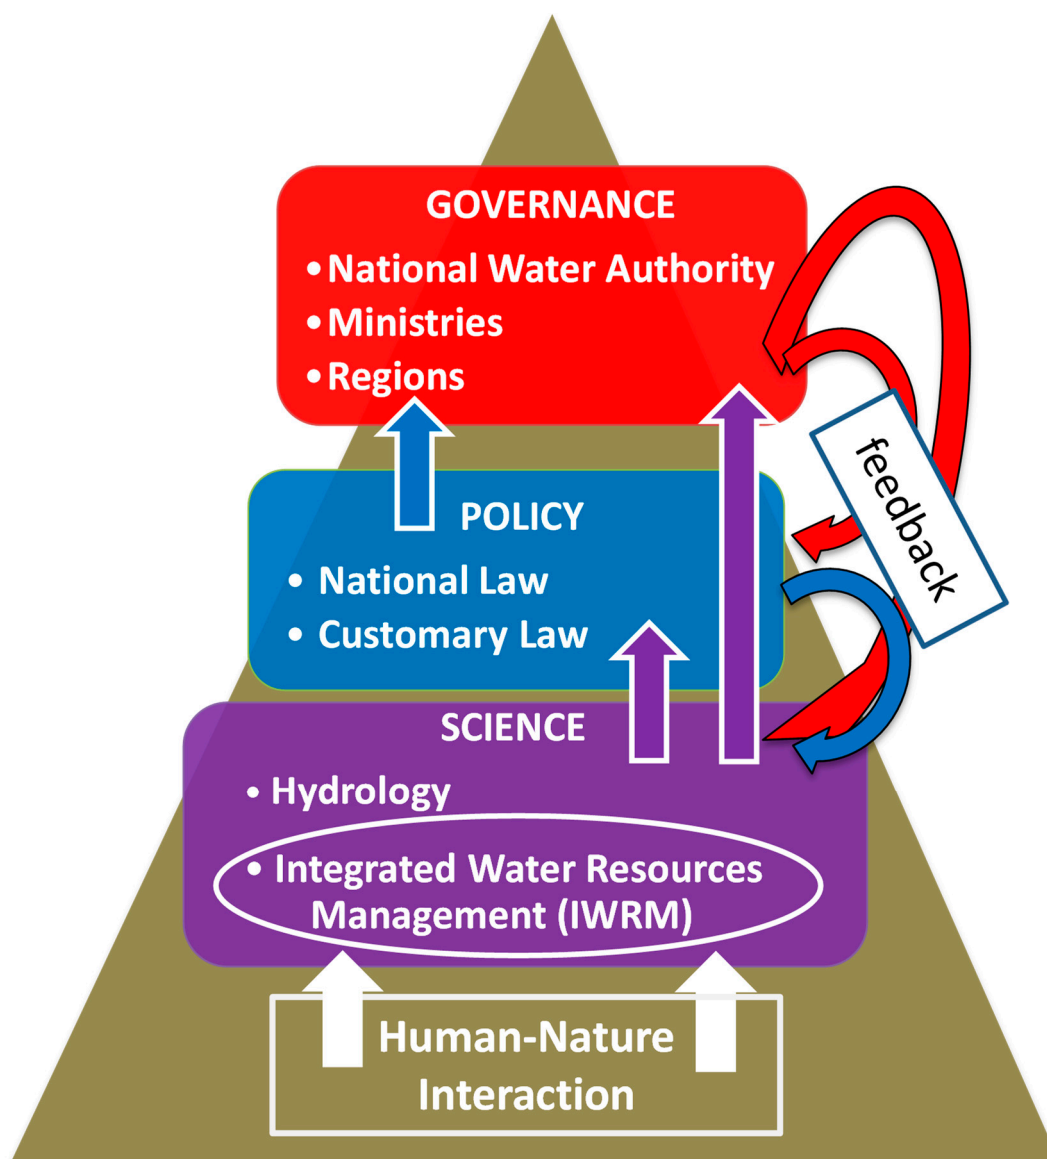 GOVERNANCE
•National Water Authority
•Ministries
•Regions
feedback
POLICY
• National Law
• Customary Law
SCIENCE
• Hydrology
• Integrated Water Resources
Management (IWRM)
Human-Nature
Interaction